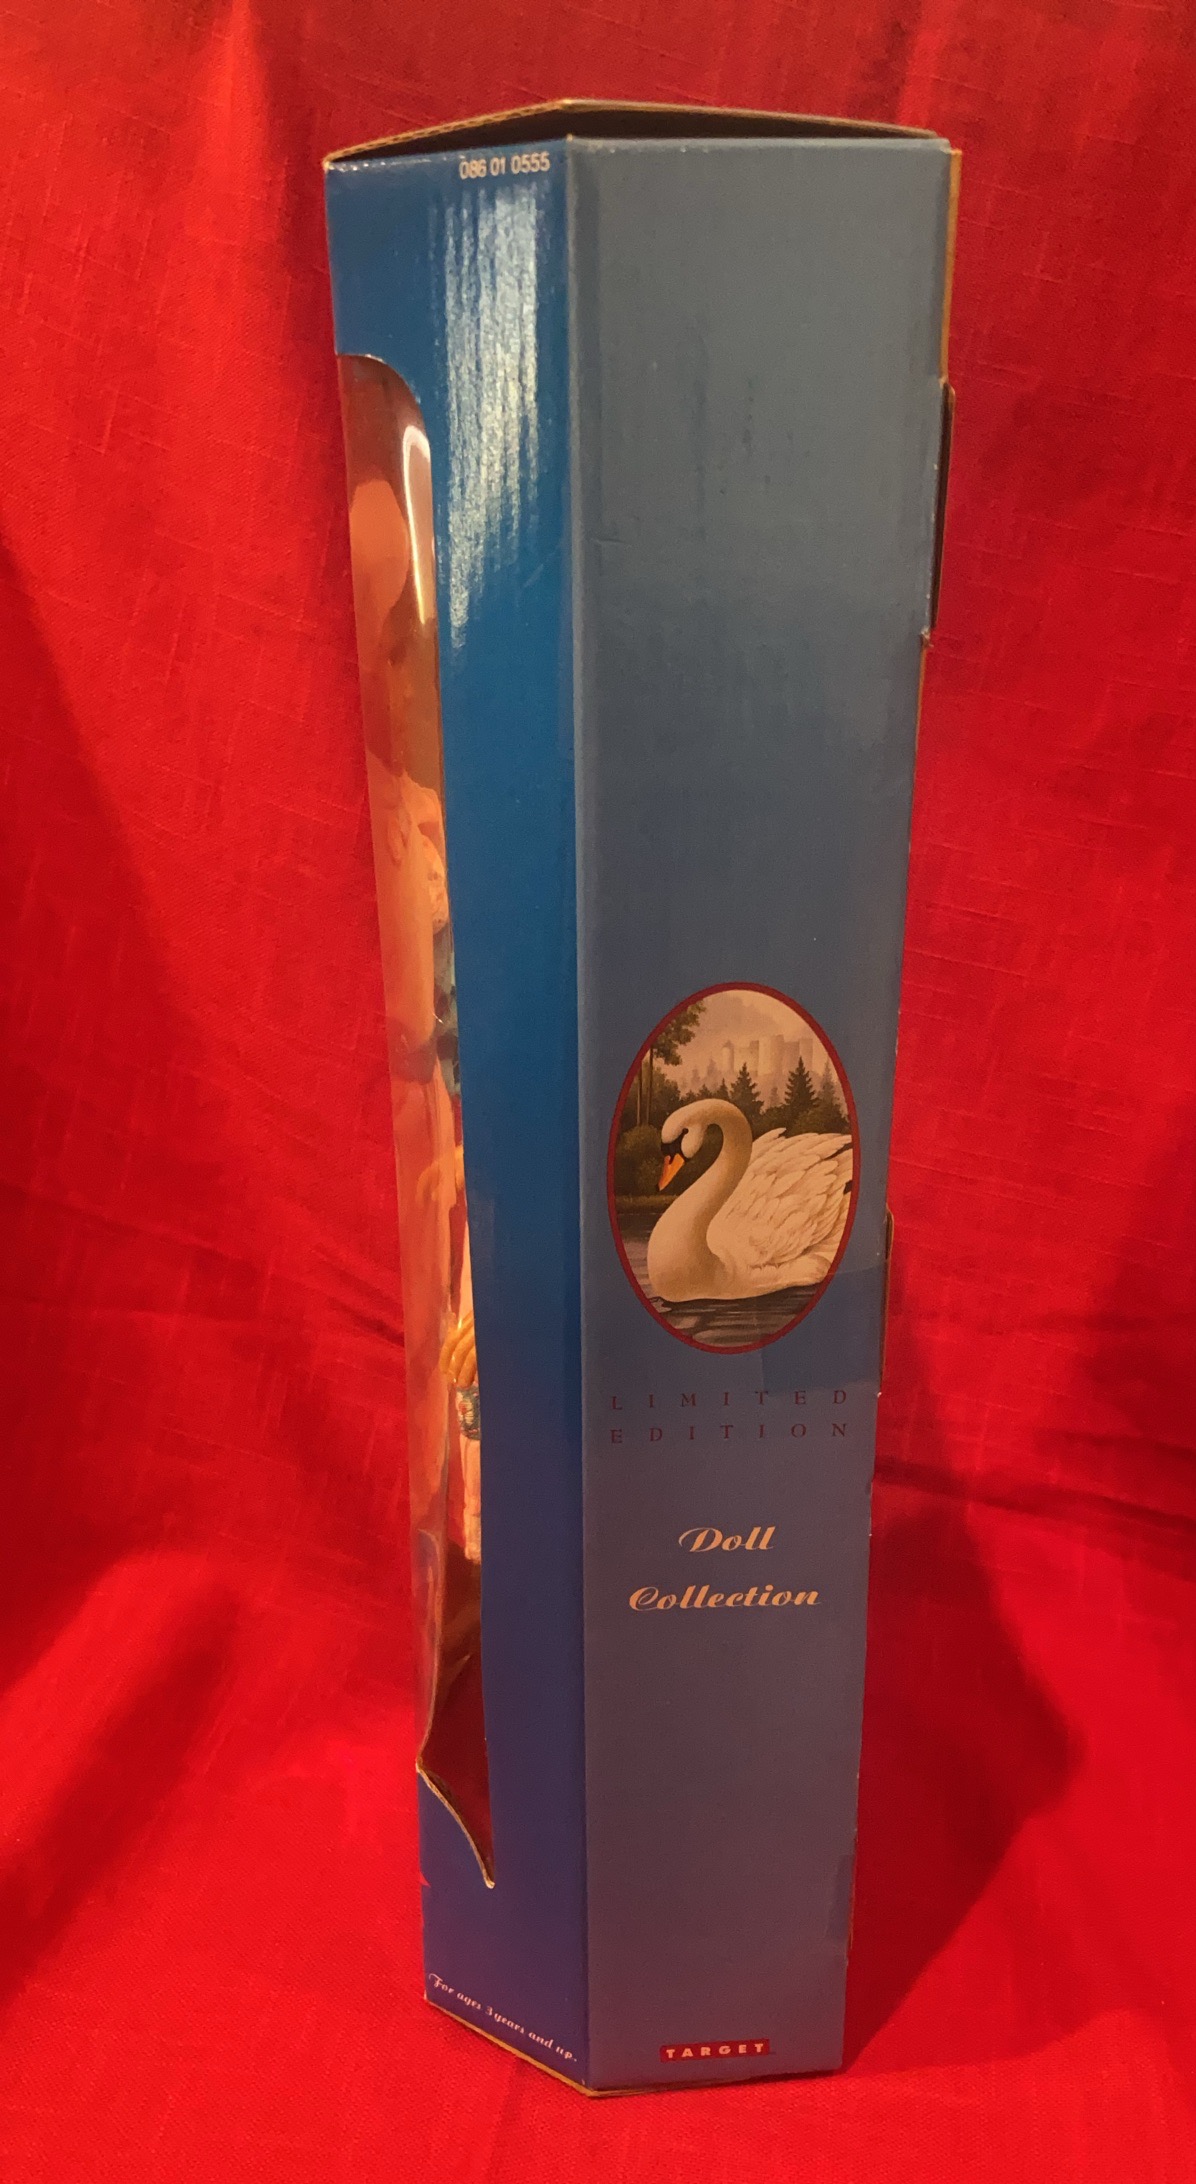 086 01 0555
LIMITED
EDITION
Doll
Collection
For ages 3 years and up.
TARGET